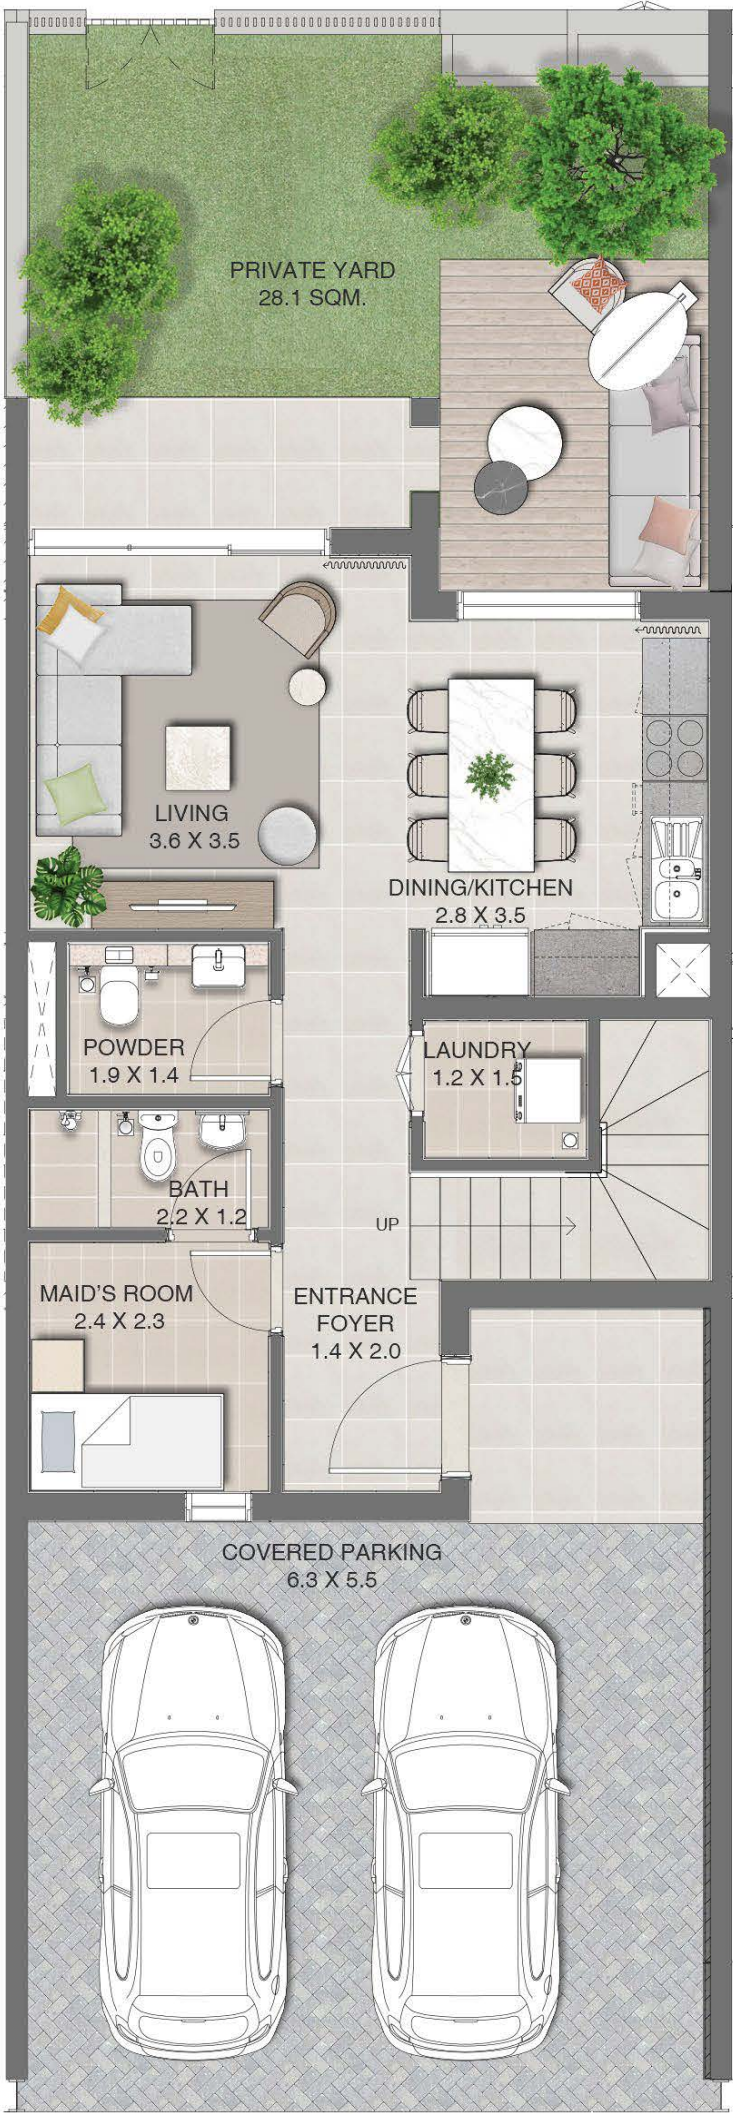 PRIVATE YARD
28.1 SQM.
LIVING
3.6 X 3.5
DINING/KITCHEN
2.8 X 3.5
POWDER
1.9 X 1.4
LAUNDRY
1.2 X 1.5
BATH
2.2 X 1.2
UP
MAID'S ROOM
2.4 X 2.3
ENTRANCE
FOYER
1.4 X 2.0
COVERED PARKING
6.3 X 5.5